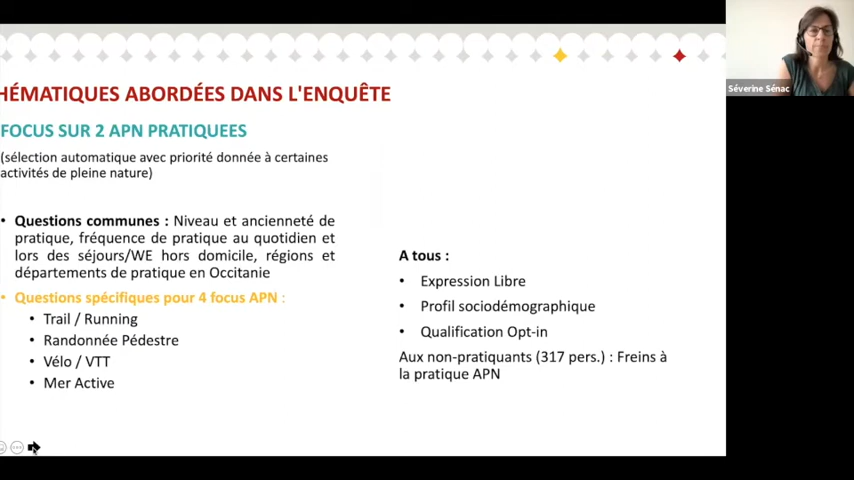 HÉMATIQUES ABORDÉES DANS L'ENQUÊTE
FOCUS SUR 2 APN PRATIQUEES
(sélection automatique avec priorité donnée à certaines
activités de pleine nature)
• Questions communes : Niveau et ancienneté de
pratique, fréquence de pratique au quotidien et
lors des séjours/WE hors domicile, régions et
départements de pratique en Occitanie
• Questions spécifiques pour 4 focus APN :
• Trail / Running
• Randonnée Pédestre
• Vélo / VTT
• Mer Active
A tous :
• Expression Libre
• Profil sociodémographique
• Qualification Opt-in
Aux non-pratiquants (317 pers.) : Freins à
la pratique APN
Séverine Sénac